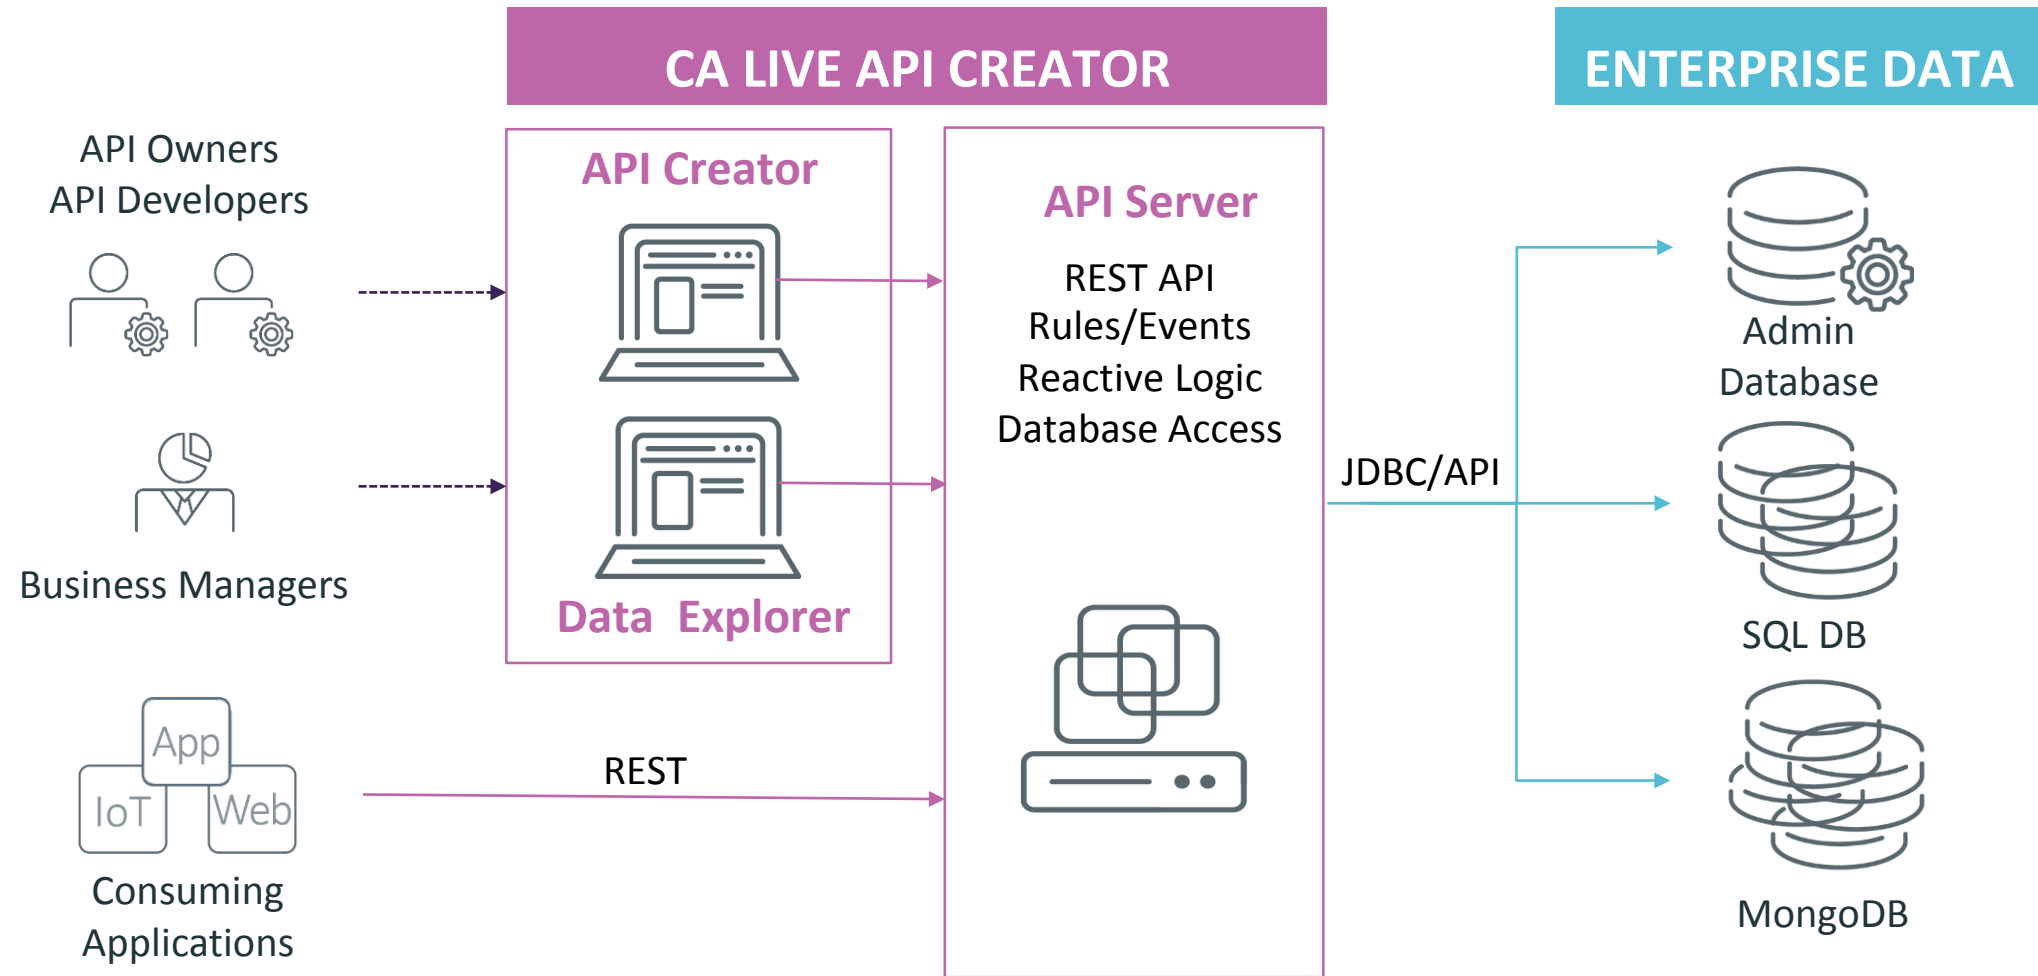 CA LIVE API CREATOR
ENTERPRISE DATA
API Owners
API Developers
Business Managers
App
IoT
Web
Consuming
Applications
API Creator
Data Explorer
REST
API Server
REST API
Rules/Events
Reactive Logic
Database Access
JDBC/API
Admin
Database
SQL DB
MongoDB